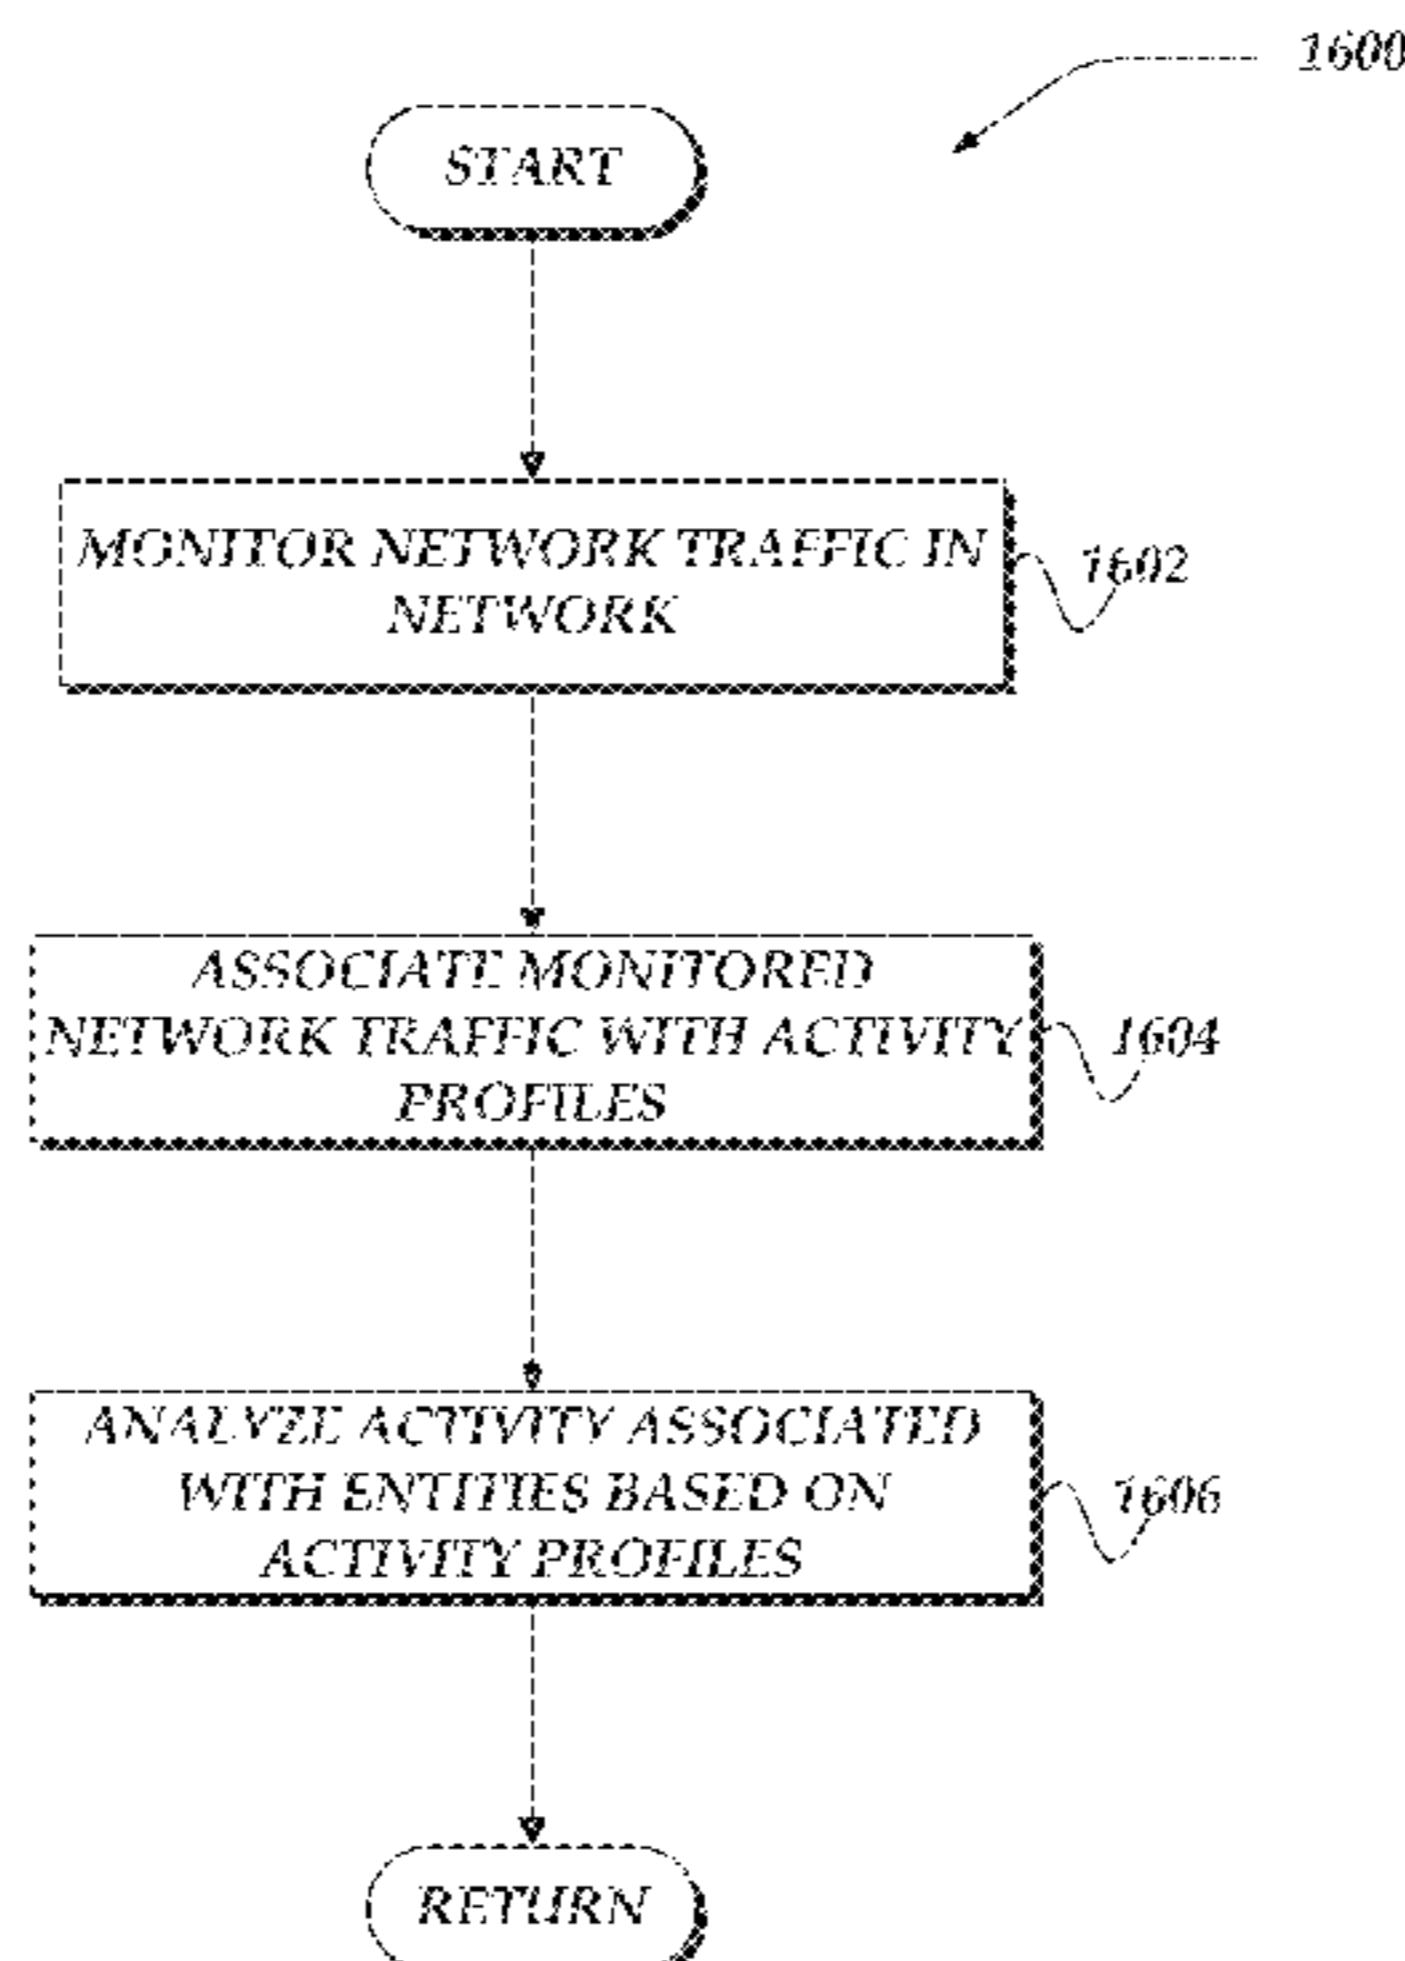 1600
START
MONITOR NETWORK TRAFFIC IN
NETWORK
1602
ASSOCIATE MONITORED
NETWORK TRAFFIC WITH ACTIVITY
PROFILES
1604
ANALYZE ACTIVITY ASSOCIATED
WITH ENTITIES BASED ON
ACTIVITY PROFILES
1606
RETURN